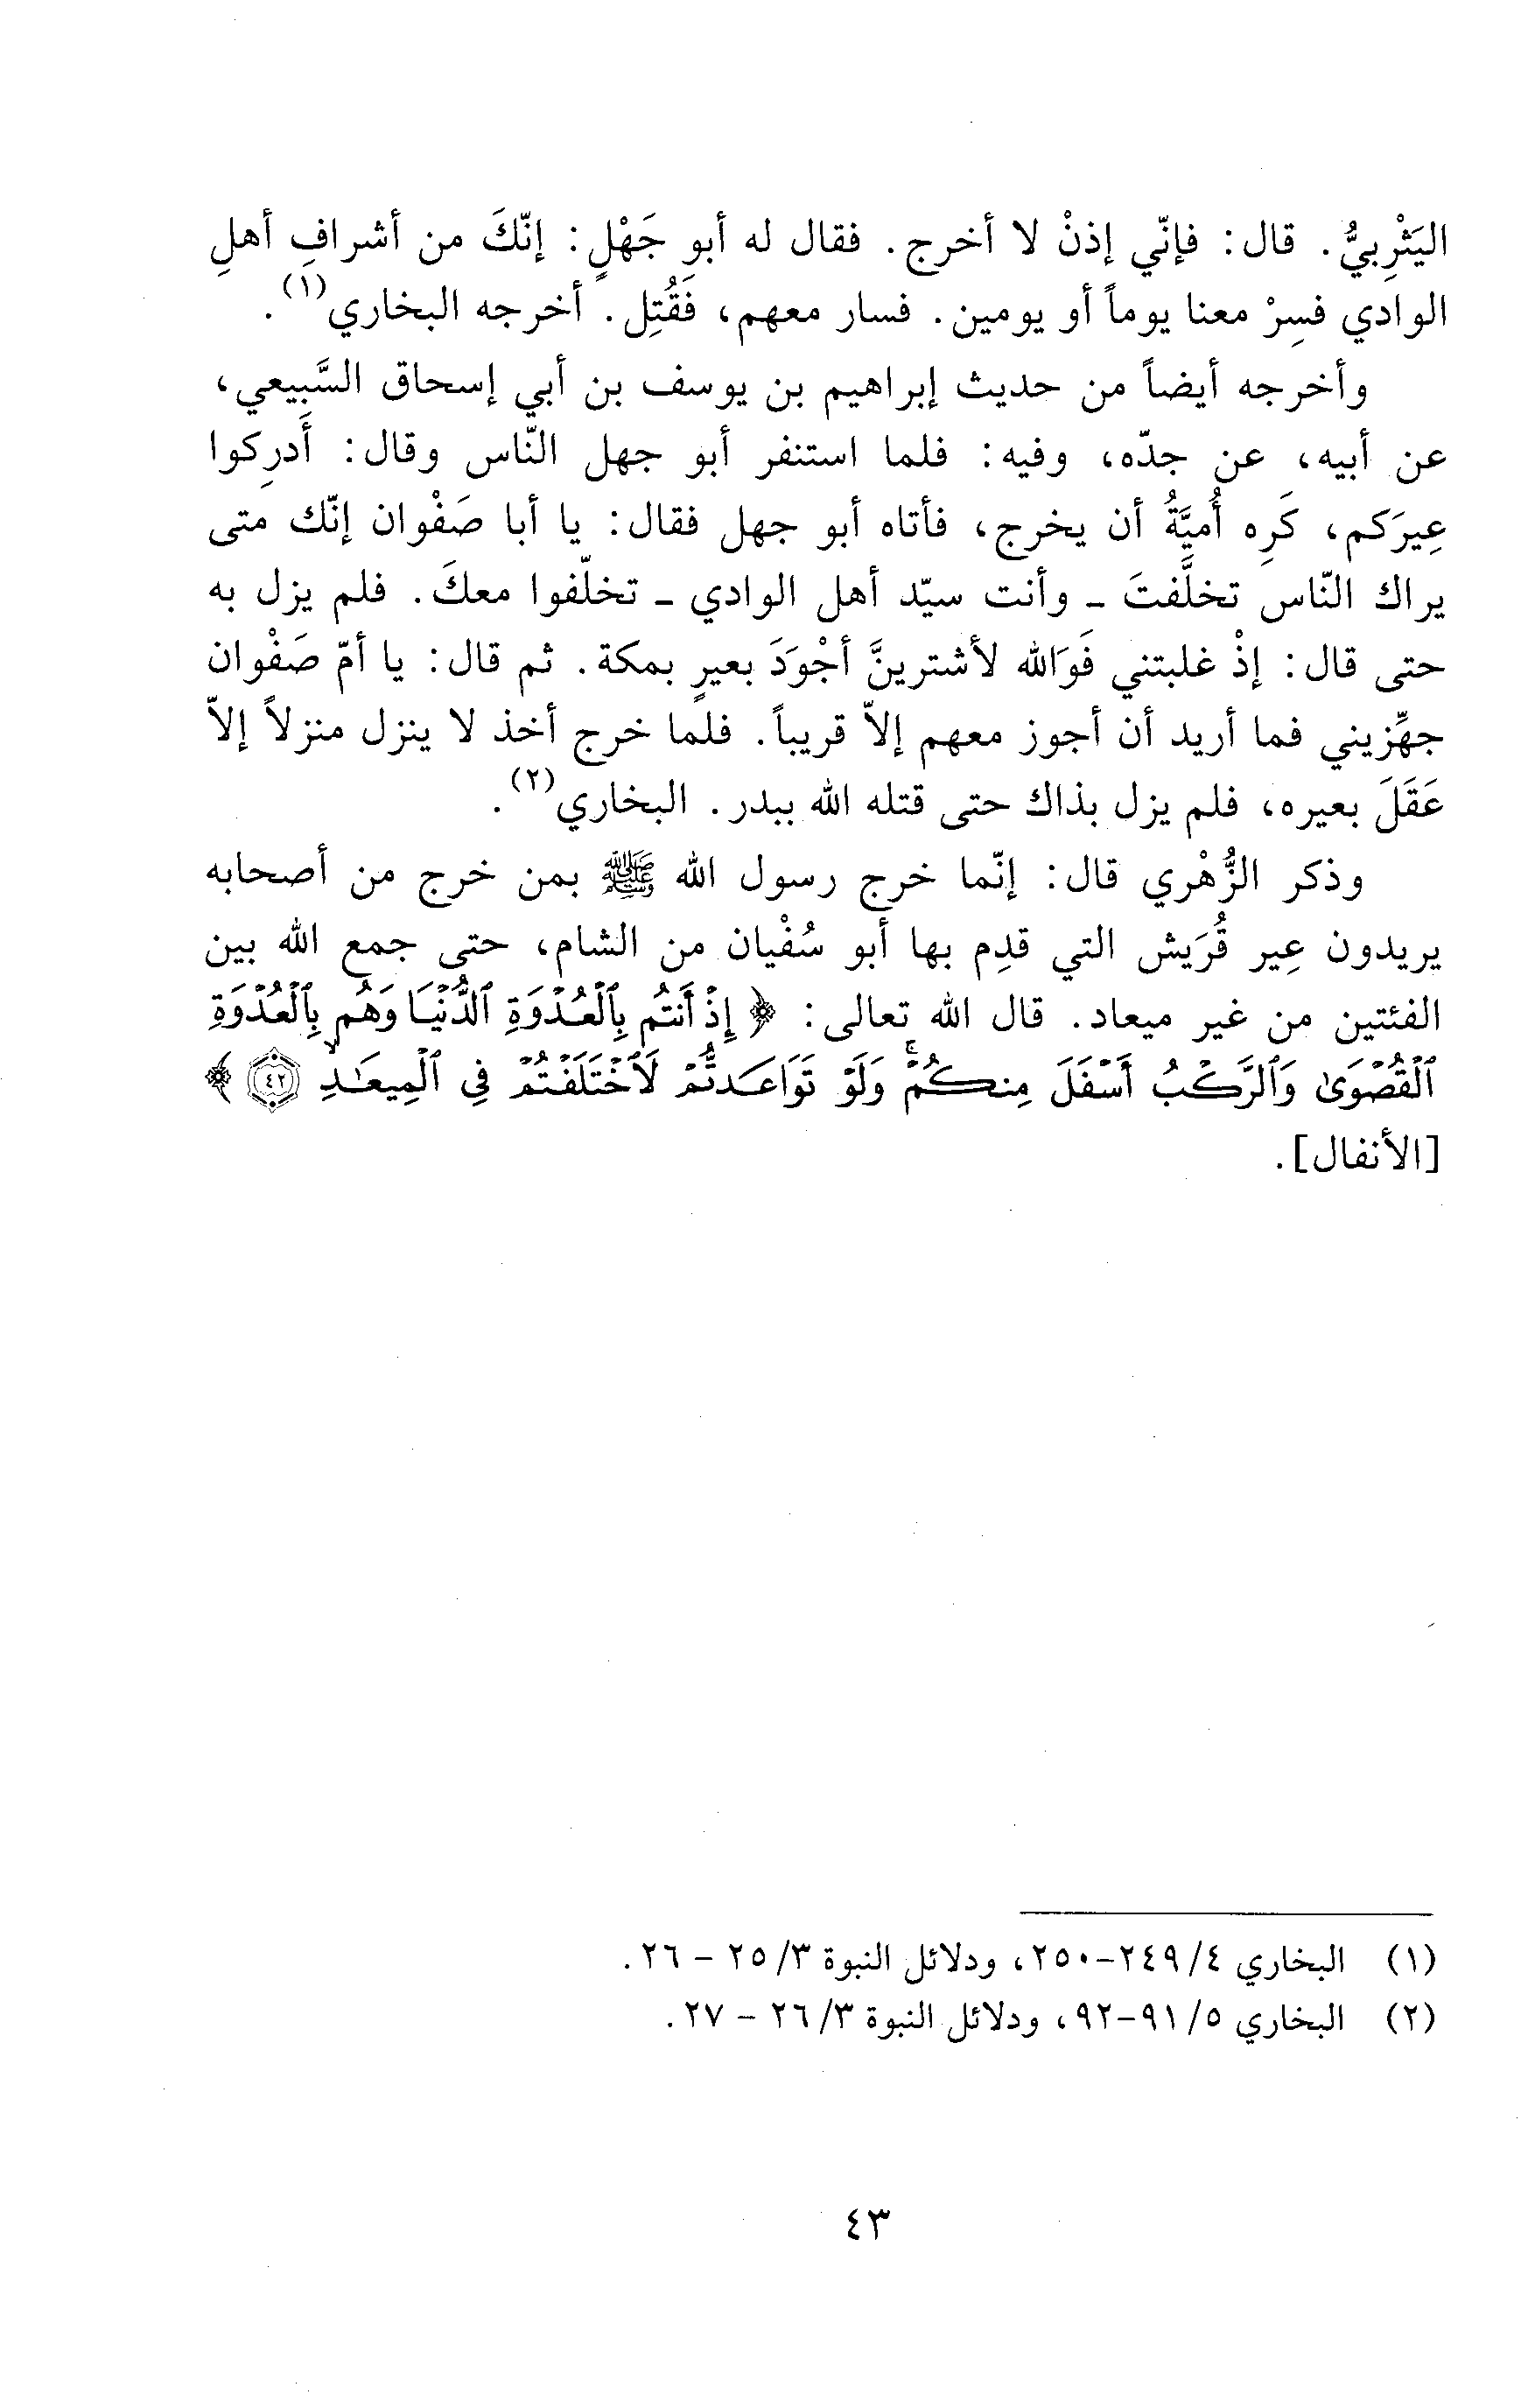 اليَثْرِبيُّ. قال: فإنّي إذنْ لا أخرج. فقال له أبو جَهْلٍ: إنّكَ من أشرافِ أهلِ
الوادي فسِرْ معنا يوماً أو يومين. فسار معهم، فَقُتِل. أخرجه البخاري(١).
وأخرجه أيضاً من حديث إبراهيم بن يوسف بن أبي إسحاق السَّبِيعي،
عن أبيه، عن جدّه، وفيه: فلما استنفر أبو جهل النّاس وقال: أَدرِكوا
عِيرَكم، كَرِه أُميَّةُ أن يخرج، فأتاه أبو جهل فقال: يا أبا صَفْوان إنّك متى
يراك النّاس تخلَّفتَ ـ وأنت سيّد أهل الوادي ـ تخلّفوا معكَ. فلم يزل به
حتى قال: إذْ غلبتني فَوَالله لأشترينَّ أجْوَدَ بعيرٍ بمكة. ثم قال: يا أمّ صَفْوان
جهِّزيني فما أريد أن أجوز معهم إلاّ قريباً. فلما خرج أخذ لا ينزل منزلاً إلاّ
عَقَلَ بعيره، فلم يزل بذاك حتى قتله الله ببدر. البخاري(٢).
وذكر الزُّهْري قال: إنّما خرج رسول الله ﷺ بمن خرج من أصحابه
يريدون عِير قُرَيش التي قدِم بها أبو سُفْيان من الشام، حتى جمع الله بين
الفئتين من غير ميعاد. قال الله تعالى: ﴿إِذْ أَنتُم بِٱلْعُدْوَةِ ٱلدُّنْيَا وَهُم بِٱلْعُدْوَةِ
ٱلْقُصْوَىٰ وَٱلرَّكْبُ أَسْفَلَ مِنكُمْۚ وَلَوْ تَوَاعَدتُّمْ لَٱخْتَلَفْتُمْ فِي ٱلْمِيعَـٰدِۙ ٤٢﴾
[الأنفال].
(١) البخاري ٤/ ٢٤٩-٢٥٠، ودلائل النبوة ٣/ ٢٥ - ٢٦.
(٢) البخاري ٥/ ٩١-٩٢، ودلائل النبوة ٣/ ٢٦ - ٢٧.
٤٣